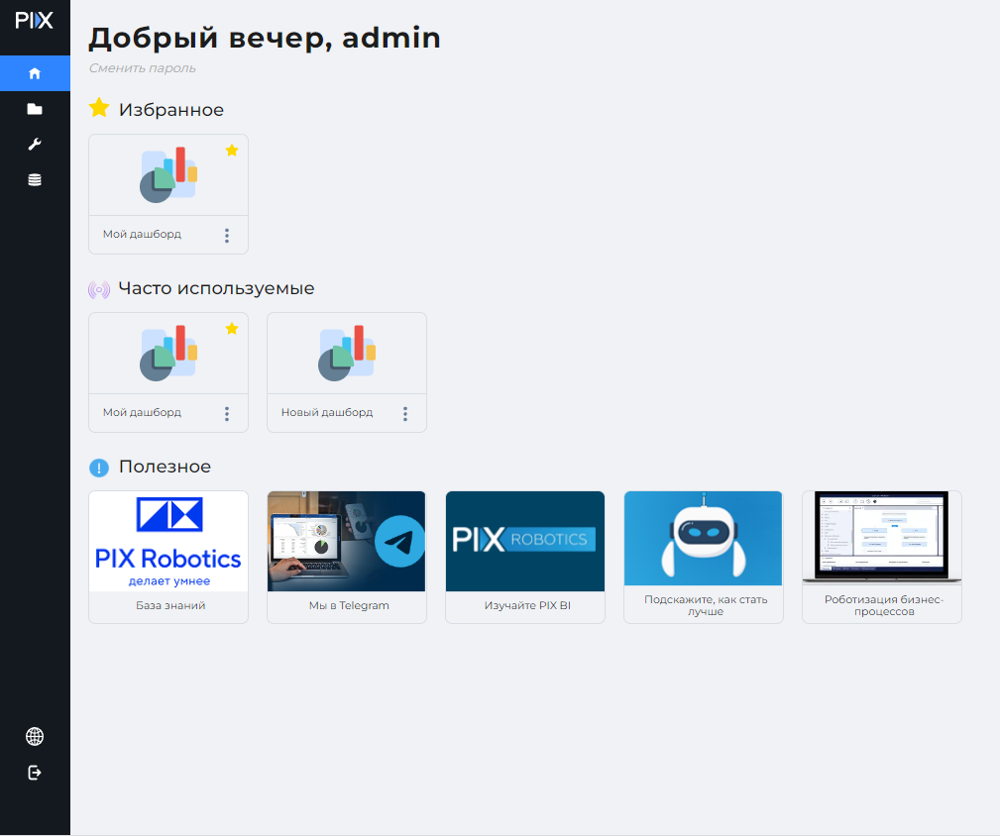 PIX
Добрый вечер, admin
Сменить пароль
Избранное
Мой дашборд
Часто используемые
Мой дашборд
Новый дашборд
Полезное
PIX Robotics
делает умнее
База знаний
Мы в Telegram
PIX ROBOTICS
Изучайте PIX BI
Подскажите, как стать
лучше
Роботизация бизнес-
процессов